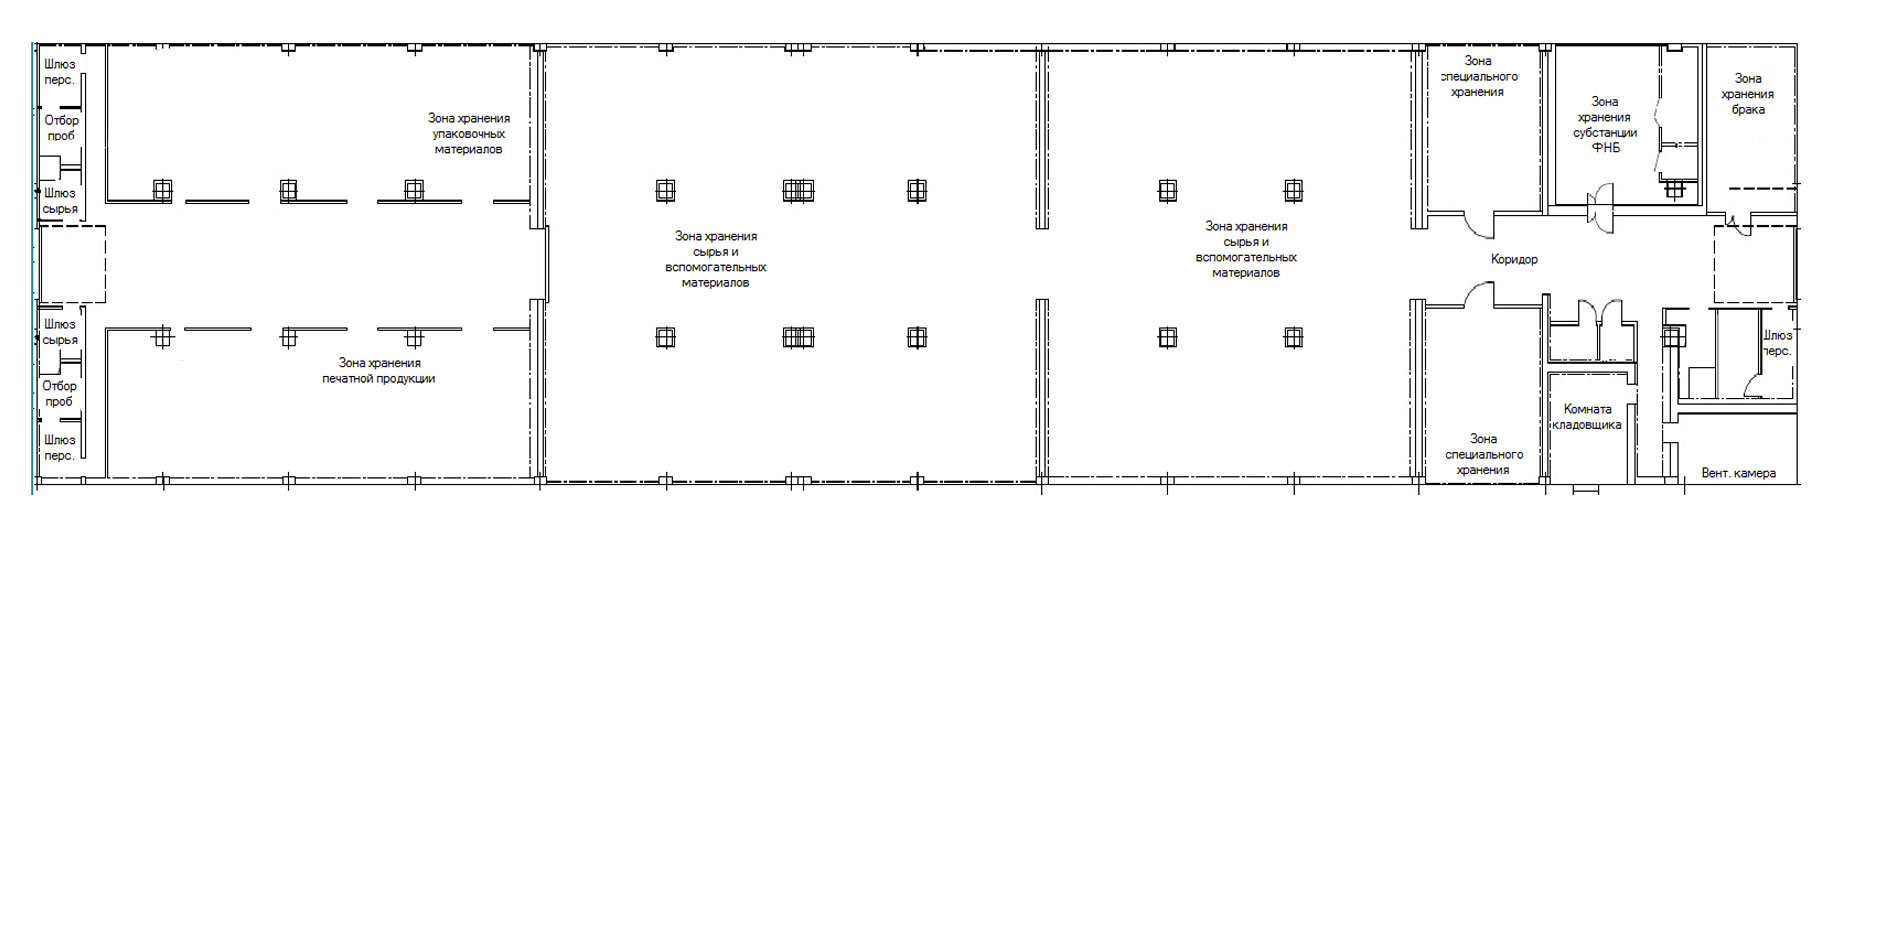 Шлюз
перс.
Отбор
проб
Шлюз
сырья
Шлюз
сырья
Отбор
проб
Шлюз
перс.
Зона хранения
упаковочных
материалов
Зона хранения
печатной продукции
Зона хранения
сырья и
вспомогательных
материалов
Зона хранения
сырья и
вспомогательных
материалов
Зона
специального
хранения
Зона
хранения
субстанции
ФНБ
Зона
хранения
брака
Коридор
Зона
специального
хранения
Комната
кладовщика
Шлюз
перс.
Вент. камера